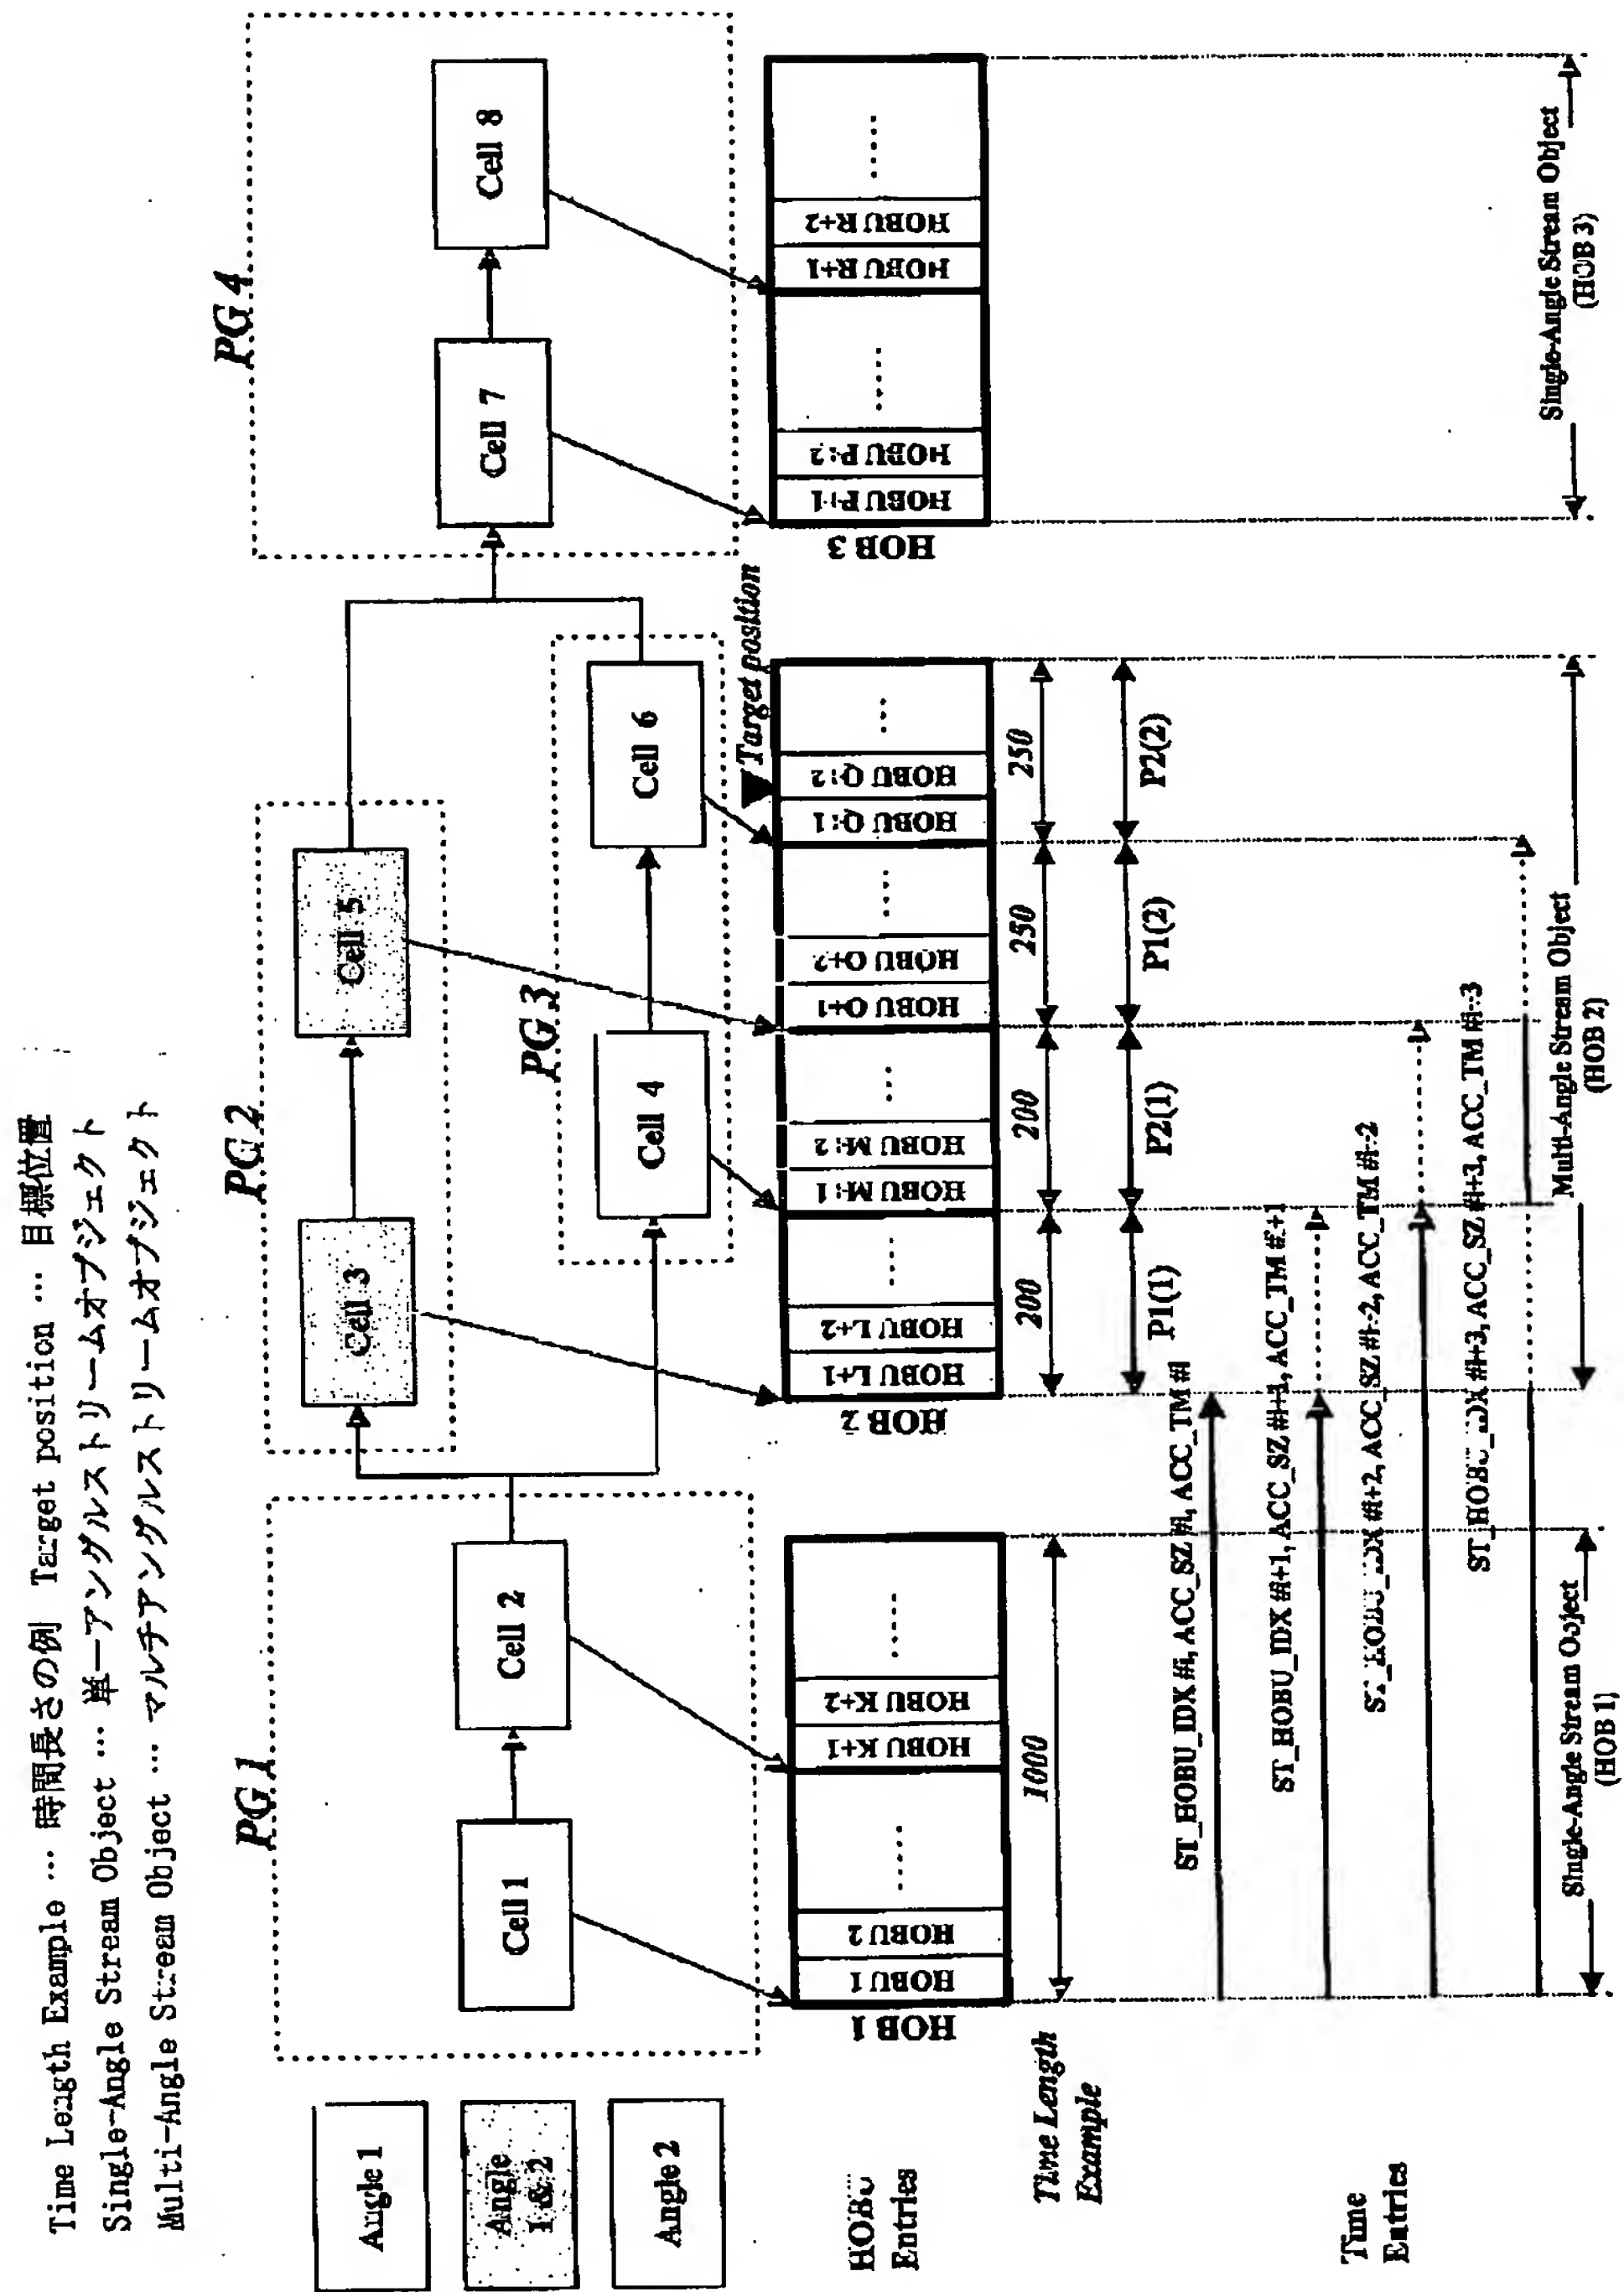 Time Length Example … 時間長さの例　Target position … 目標位置
Single-Angle Stream Object … 単一アングルストリームオブジェクト
Multi-Angle Stream Object … マルチアングルストリームオブジェクト
PG 1
PG 2
PG 3
PG 4
Angle 1
Angle
1 & 2
Angle 2
Cell 1
Cell 2
Cell 3
Cell 4
Cell 5
Cell 6
Cell 7
Cell 8
Target position
HOBU
Entries
HOB 1
HOBU 1
HOBU 2
......
HOBU K+1
HOBU K+2
......
HOB 2
HOBU L+1
HOBU L+2
......
HOBU M+1
HOBU M+2
...
HOBU O+1
HOBU O+2
......
HOBU Q+1
HOBU Q+2
...
HOB 3
HOBU P+1
HOBU P+2
......
HOBU R+1
HOBU R+2
......
Time Length
Example
1000
200
200
250
250
P1(1)
P2(1)
P1(2)
P2(2)
Time
Entries
ST_HOBU_IDX #i, ACC_SZ #i, ACC_TM #i
ST_HOBU_IDX #i+1, ACC_SZ #i+1, ACC_TM #i+1
ST_HOBU_IDX #i+2, ACC_SZ #i+2, ACC_TM #i+2
ST_HOBU_IDX #i+3, ACC_SZ #i+3, ACC_TM #i+3
Single-Angle Stream Object
(HOB 1)
Multi-Angle Stream Object
(HOB 2)
Single-Angle Stream Object
(HOB 3)